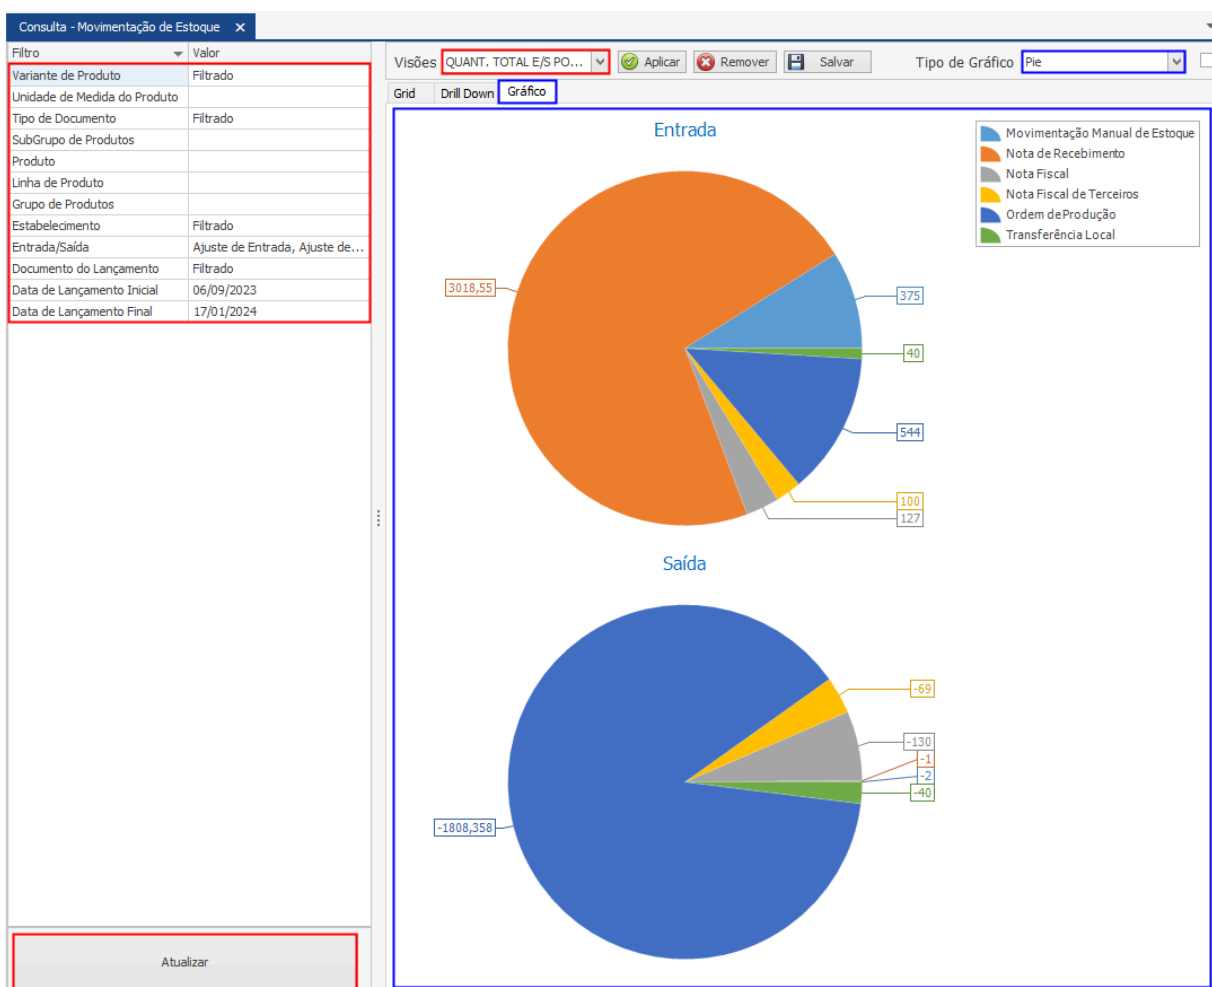 Consulta - Movimentação de Estoque
Filtro Valor
Variante de Produto Filtrado
Unidade de Medida do Produto
Tipo de Documento Filtrado
SubGrupo de Produtos
Produto
Linha de Produto
Grupo de Produtos
Estabelecimento Filtrado
Entrada/Saída Ajuste de Entrada, Ajuste de...
Documento do Lançamento Filtrado
Data de Lançamento Inicial 06/09/2023
Data de Lançamento Final 17/01/2024
Atualizar
Visões QUANT. TOTAL E/S PO... Aplicar Remover Salvar Tipo de Gráfico Pie
Grid Drill Down Gráfico
Entrada
Movimentação Manual de Estoque
Nota de Recebimento
Nota Fiscal
Nota Fiscal de Terceiros
Ordem de Produção
Transferência Local
3018,55
375
40
544
100
127
Saída
-69
-130
-1
-2
-40
-1808,358